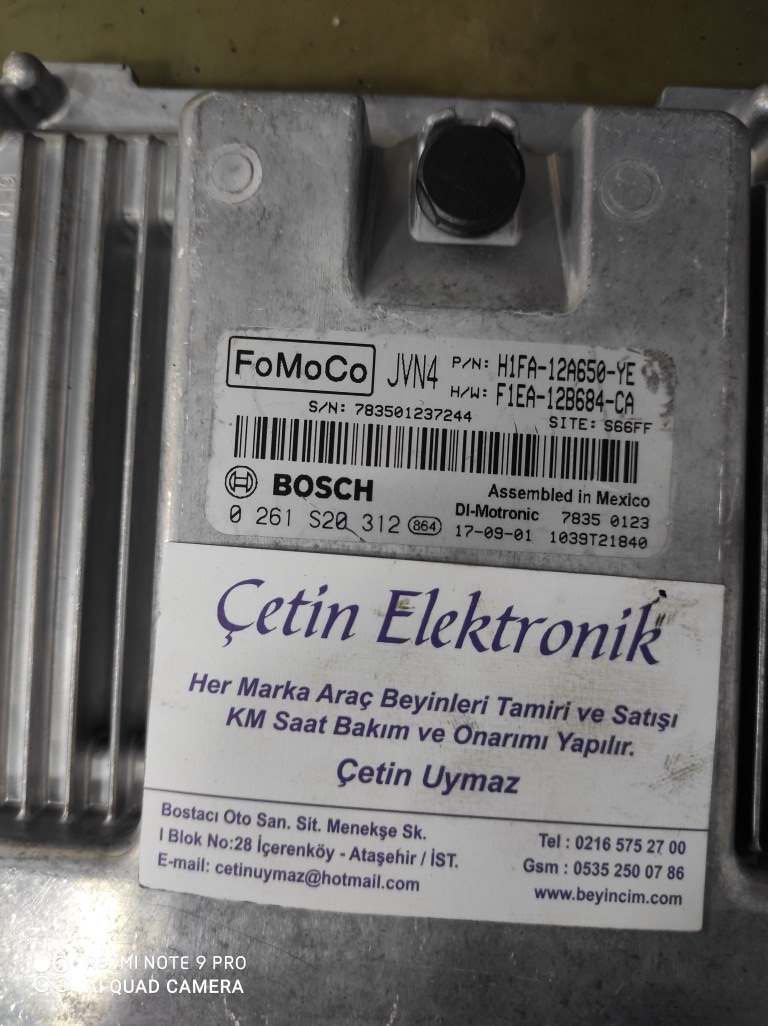 FoMoCo JVN4 P/N: H1FA-12A650-YE
H/W: F1EA-12B684-CA
S/N: 783501237244 SITE: S66FF
BOSCH Assembled in Mexico
DI-Motronic 7835 0123
0 261 S20 312 864 17-09-01 1039T21840
Çetin Elektronik
Her Marka Araç Beyinleri Tamiri ve Satışı
KM Saat Bakım ve Onarımı Yapılır.
Çetin Uymaz
Bostacı Oto San. Sit. Menekşe Sk.
I Blok No:28 İçerenköy - Ataşehir / İST.
E-mail: cetinuymaz@hotmail.com
Tel : 0216 575 27 00
Gsm : 0535 250 07 86
www.beyincim.com
REDMI NOTE 9 PRO
AI QUAD CAMERA